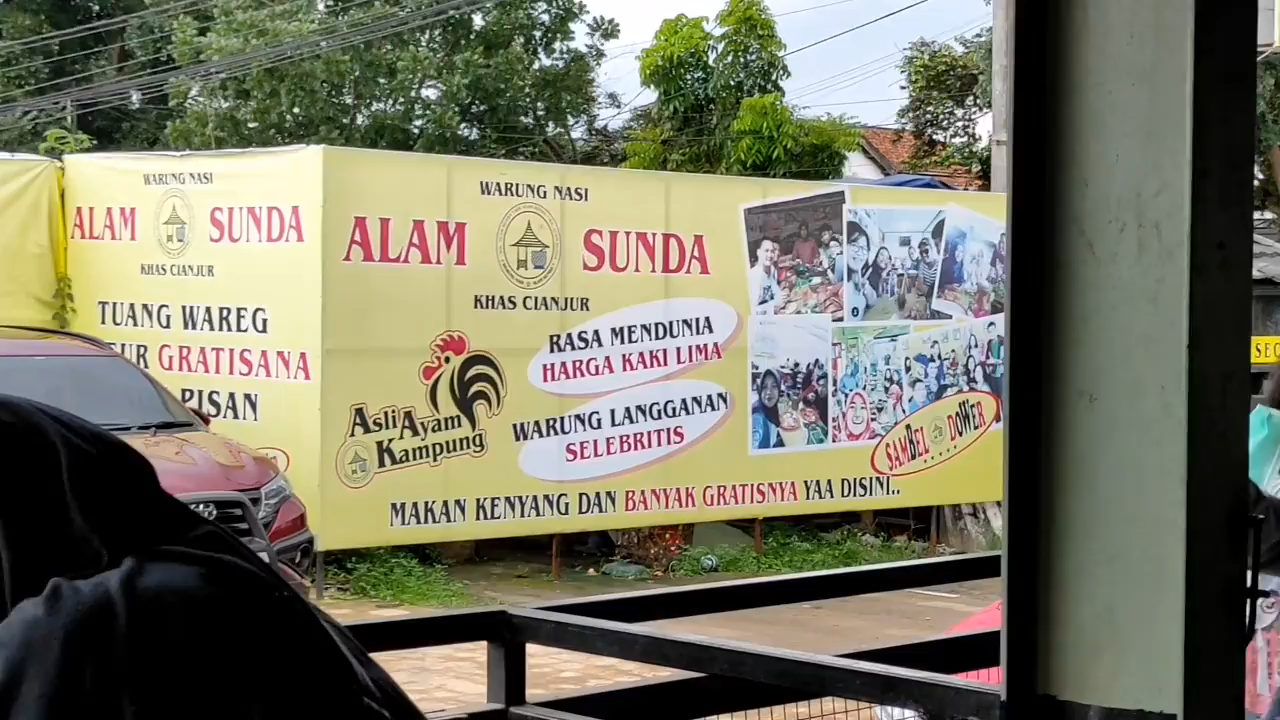 WARUNG NASI
ALAM SUNDA
KHAS CIANJUR
TUANG WAREG
GRATISANA
PISAN
WARUNG NASI
ALAM SUNDA
KHAS CIANJUR
RASA MENDUNIA
HARGA KAKI LIMA
Asli Ayam
Kampung
WARUNG LANGGANAN
SELEBRITIS
SAMBEL DOWER
MAKAN KENYANG DAN BANYAK GRATISNYA YAA DISINI..